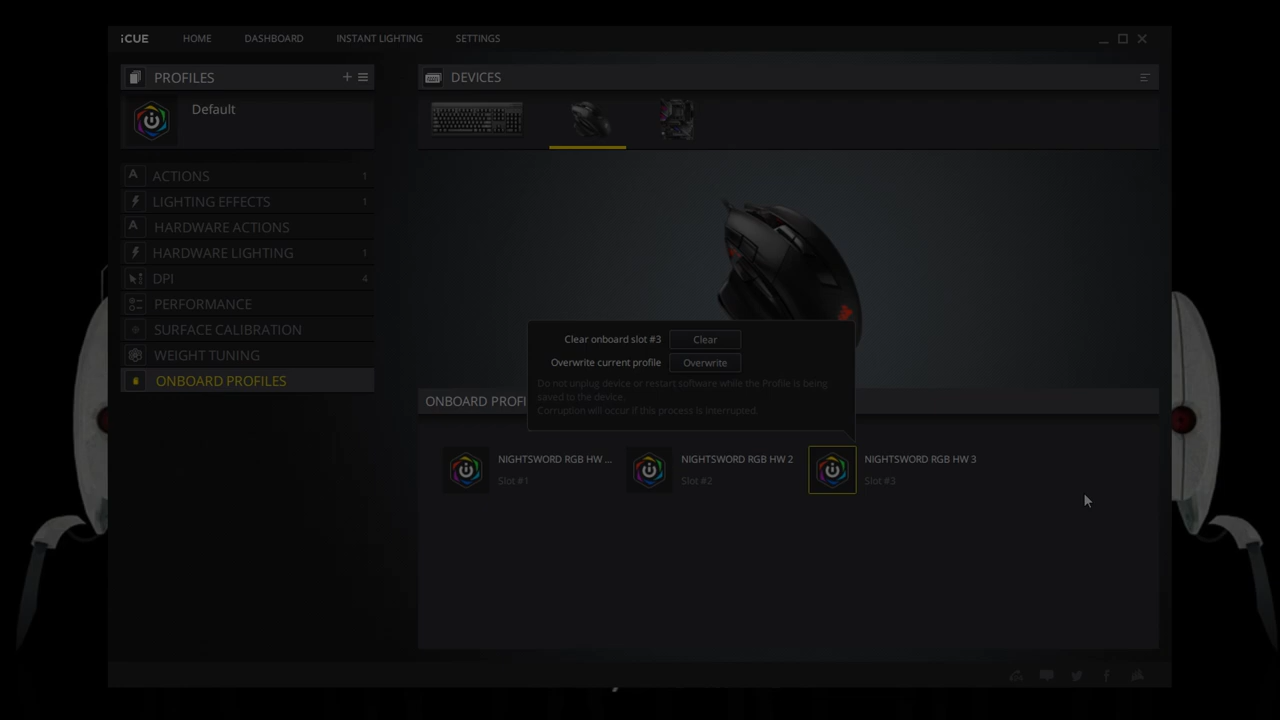 iCUE HOME DASHBOARD INSTANT LIGHTING SETTINGS
PROFILES
Default
ACTIONS 1
LIGHTING EFFECTS 1
HARDWARE ACTIONS
HARDWARE LIGHTING 1
DPI 4
PERFORMANCE
SURFACE CALIBRATION
WEIGHT TUNING
ONBOARD PROFILES
DEVICES
Clear onboard slot #3 Clear
Overwrite current profile Overwrite
Do not unplug device or restart software while the Profile is being
saved to the device.
Corruption will occur if this process is interrupted.
ONBOARD PROFI
NIGHTSWORD RGB HW ... NIGHTSWORD RGB HW 2 NIGHTSWORD RGB HW 3
Slot #1 Slot #2 Slot #3